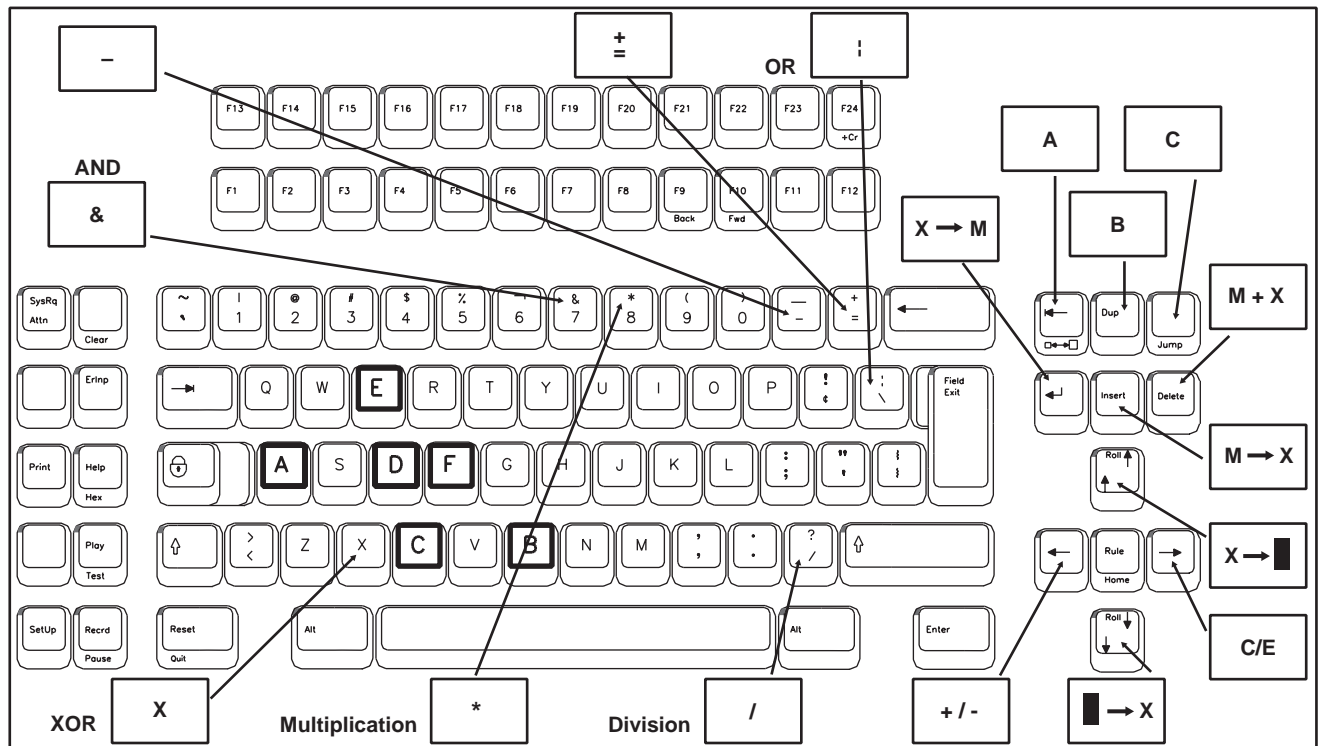 –
+
=
OR ¦
F13 F14 F15 F16 F17 F18 F19 F20 F21 F22 F23 F24
+Cr
A C
AND
&
F1 F2 F3 F4 F5 F6 F7 F8 F9 F10 F11 F12
Back Fwd
X → M B
SysRq
Attn
Clear
~ | @ # $ % ¬ & * ( ) — +
` 1 2 3 4 5 6 7 8 9 0 – = ←
Dup
Jump
M + X
ErInp
Q W E R T Y U I O P ! ¦
¢ \
Field
Exit
Insert Delete
Print Help
Hex
A S D F G H J K L : " }
; ' {
Roll
M → X
Play
Test
> Z X C V B N M , . ?
< , . /
← Rule →
Home
X → █
SetUp Recrd
Pause
Reset
Quit
Alt Alt Enter
Roll
C/E
XOR X Multiplication * Division / + / - █ → X